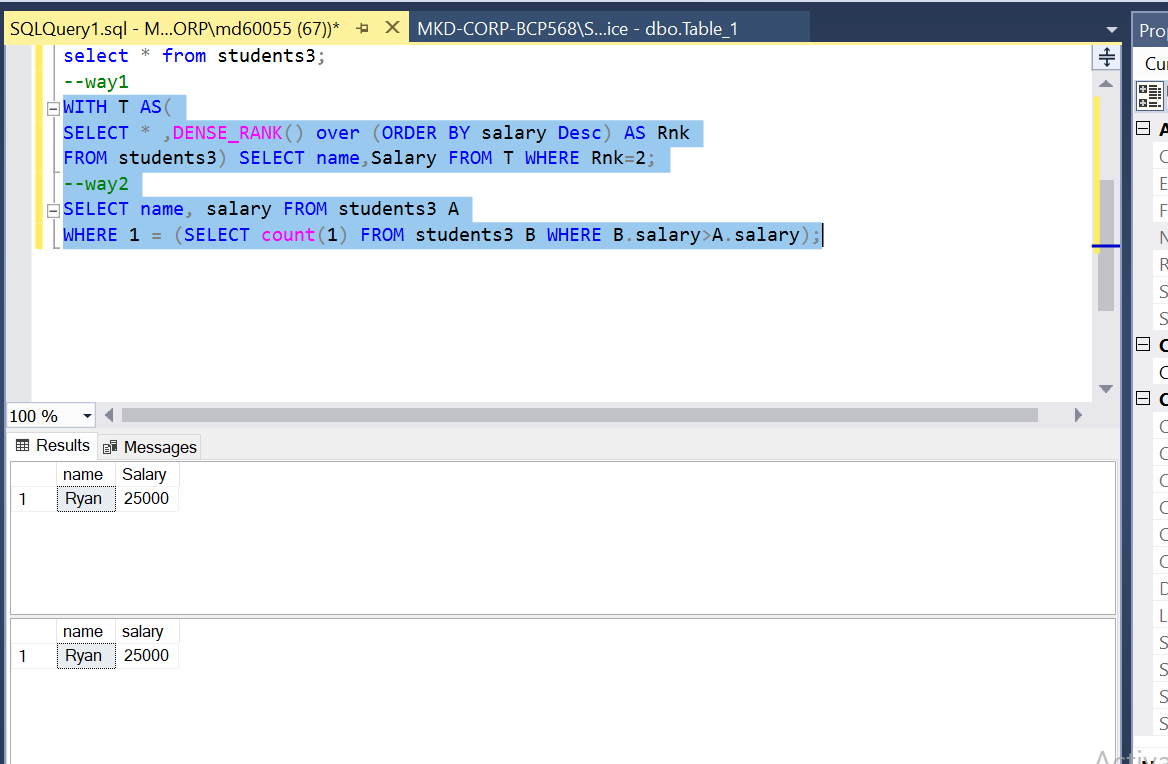 SQLQuery1.sql - M...ORP\md60055 (67))* MKD-CORP-BCP568\S...ice - dbo.Table_1
select * from students3;
--way1
WITH T AS(
SELECT * ,DENSE_RANK() over (ORDER BY salary Desc) AS Rnk
FROM students3) SELECT name,Salary FROM T WHERE Rnk=2;
--way2
SELECT name, salary FROM students3 A
WHERE 1 = (SELECT count(1) FROM students3 B WHERE B.salary>A.salary);
100 %
Results Messages
name Salary
1 Ryan 25000
name salary
1 Ryan 25000